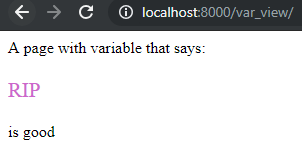 localhost:8000/var_view/
A page with variable that says:
RIP
is good